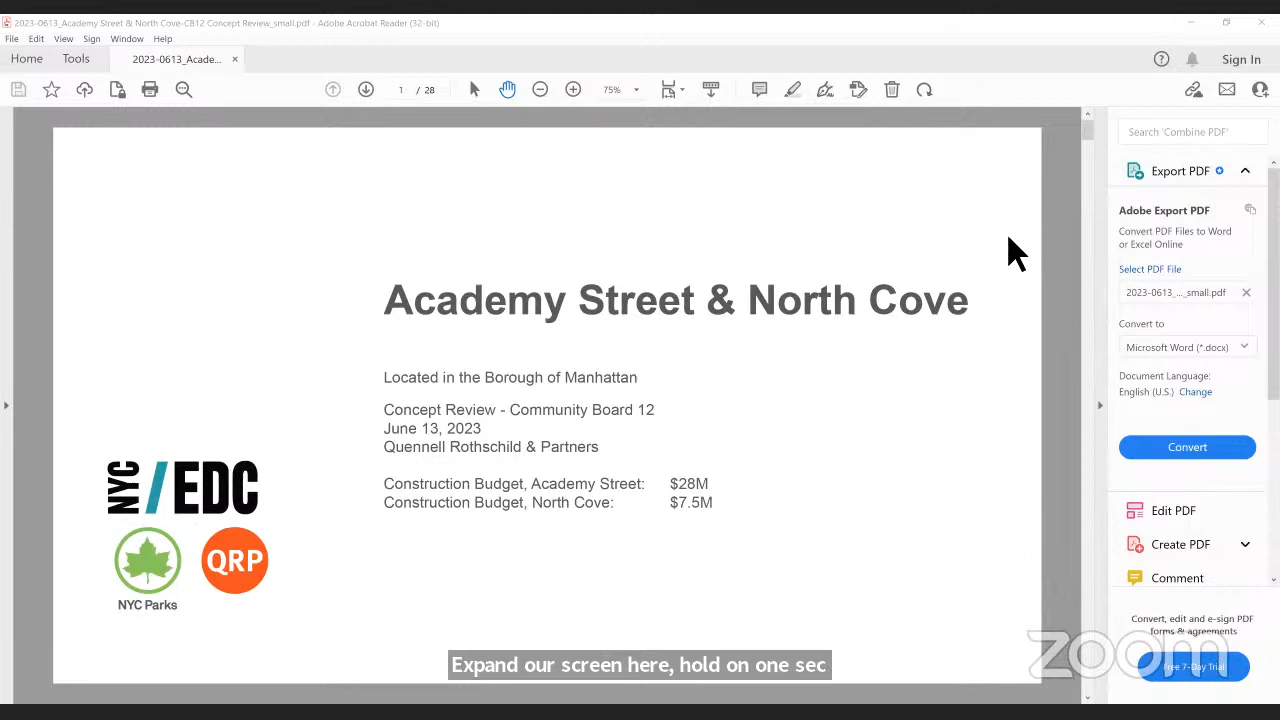 2023-0613_Academy Street & North Cove-CB12 Concept Review_small.pdf - Adobe Acrobat Reader (32-bit)
File Edit View Sign Window Help
Home Tools 2023-0613_Acade... × Sign In
1 / 28 75%
Academy Street & North Cove
Located in the Borough of Manhattan
Concept Review - Community Board 12
June 13, 2023
Quennell Rothschild & Partners
Construction Budget, Academy Street: $28M
Construction Budget, North Cove: $7.5M
NYC / EDC
QRP
NYC Parks
Search 'Combine PDF'
Export PDF
Adobe Export PDF
Convert PDF Files to Word
or Excel Online
Select PDF File
2023-0613_..._small.pdf
Convert to
Microsoft Word (*.docx)
Document Language:
English (U.S.) Change
Convert
Edit PDF
Create PDF
Comment
Convert, edit and e-sign PDF
forms & agreements
Free 7-Day Trial
zoom
Expand our screen here, hold on one sec